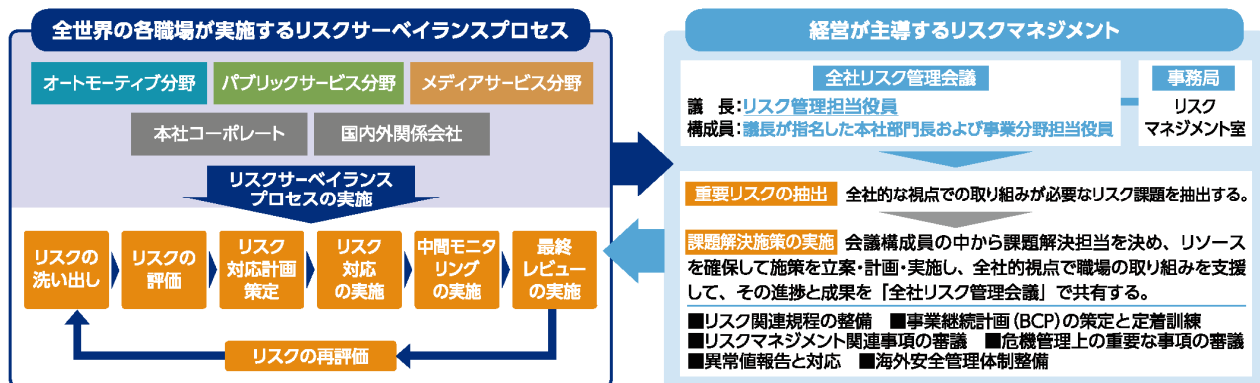 全世界の各職場が実施するリスクサーベイランスプロセス
オートモーティブ分野
パブリックサービス分野
メディアサービス分野
本社コーポレート
国内外関係会社
リスクサーベイランス
プロセスの実施
リスクの
洗い出し
リスクの
評価
リスク
対応計画
策定
リスク
対応
の実施
中間モニタ
リング
の実施
最終
レビュー
の実施
リスクの再評価
経営が主導するリスクマネジメント
全社リスク管理会議
議　長：リスク管理担当役員
構成員：議長が指名した本社部門長および事業分野担当役員
事務局
リスク
マネジメント室
重要リスクの抽出　全社的な視点での取り組みが必要なリスク課題を抽出する。
課題解決施策の実施　会議構成員の中から課題解決担当を決め、リソース
を確保して施策を立案・計画・実施し、全社的視点で職場の取り組みを支援
して、その進捗と成果を「全社リスク管理会議」で共有する。
■リスク関連規程の整備　■事業継続計画（BCP）の策定と定着訓練
■リスクマネジメント関連事項の審議　■危機管理上の重要な事項の審議
■異常値報告と対応　■海外安全管理体制整備